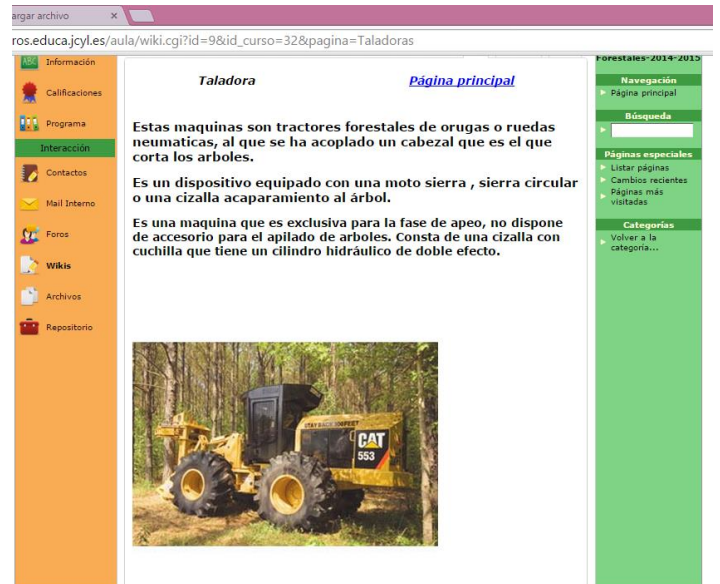 argar archivo ×
ros.educa.jcyl.es/aula/wiki.cgi?id=9&id_curso=32&pagina=Taladoras
ABC Información
Calificaciones
Programa
Interacción
Contactos
Mail Interno
Foros
Wikis
Archivos
Repositorio
Taladora Página principal
Estas maquinas son tractores forestales de orugas o ruedas
neumaticas, al que se ha acoplado un cabezal que es el que
corta los arboles.
Es un dispositivo equipado con una moto sierra , sierra circular
o una cizalla acaparamiento al árbol.
Es una maquina que es exclusiva para la fase de apeo, no dispone
de accesorio para el apilado de arboles. Consta de una cizalla con
cuchilla que tiene un cilindro hidráulico de doble efecto.
STAY BACK 300 FEET
CAT
553
Forestales-2014-2015
Navegación
Página principal
Búsqueda
Páginas especiales
Listar páginas
Cambios recientes
Páginas más
visitadas
Categorías
Volver a la
categoría...